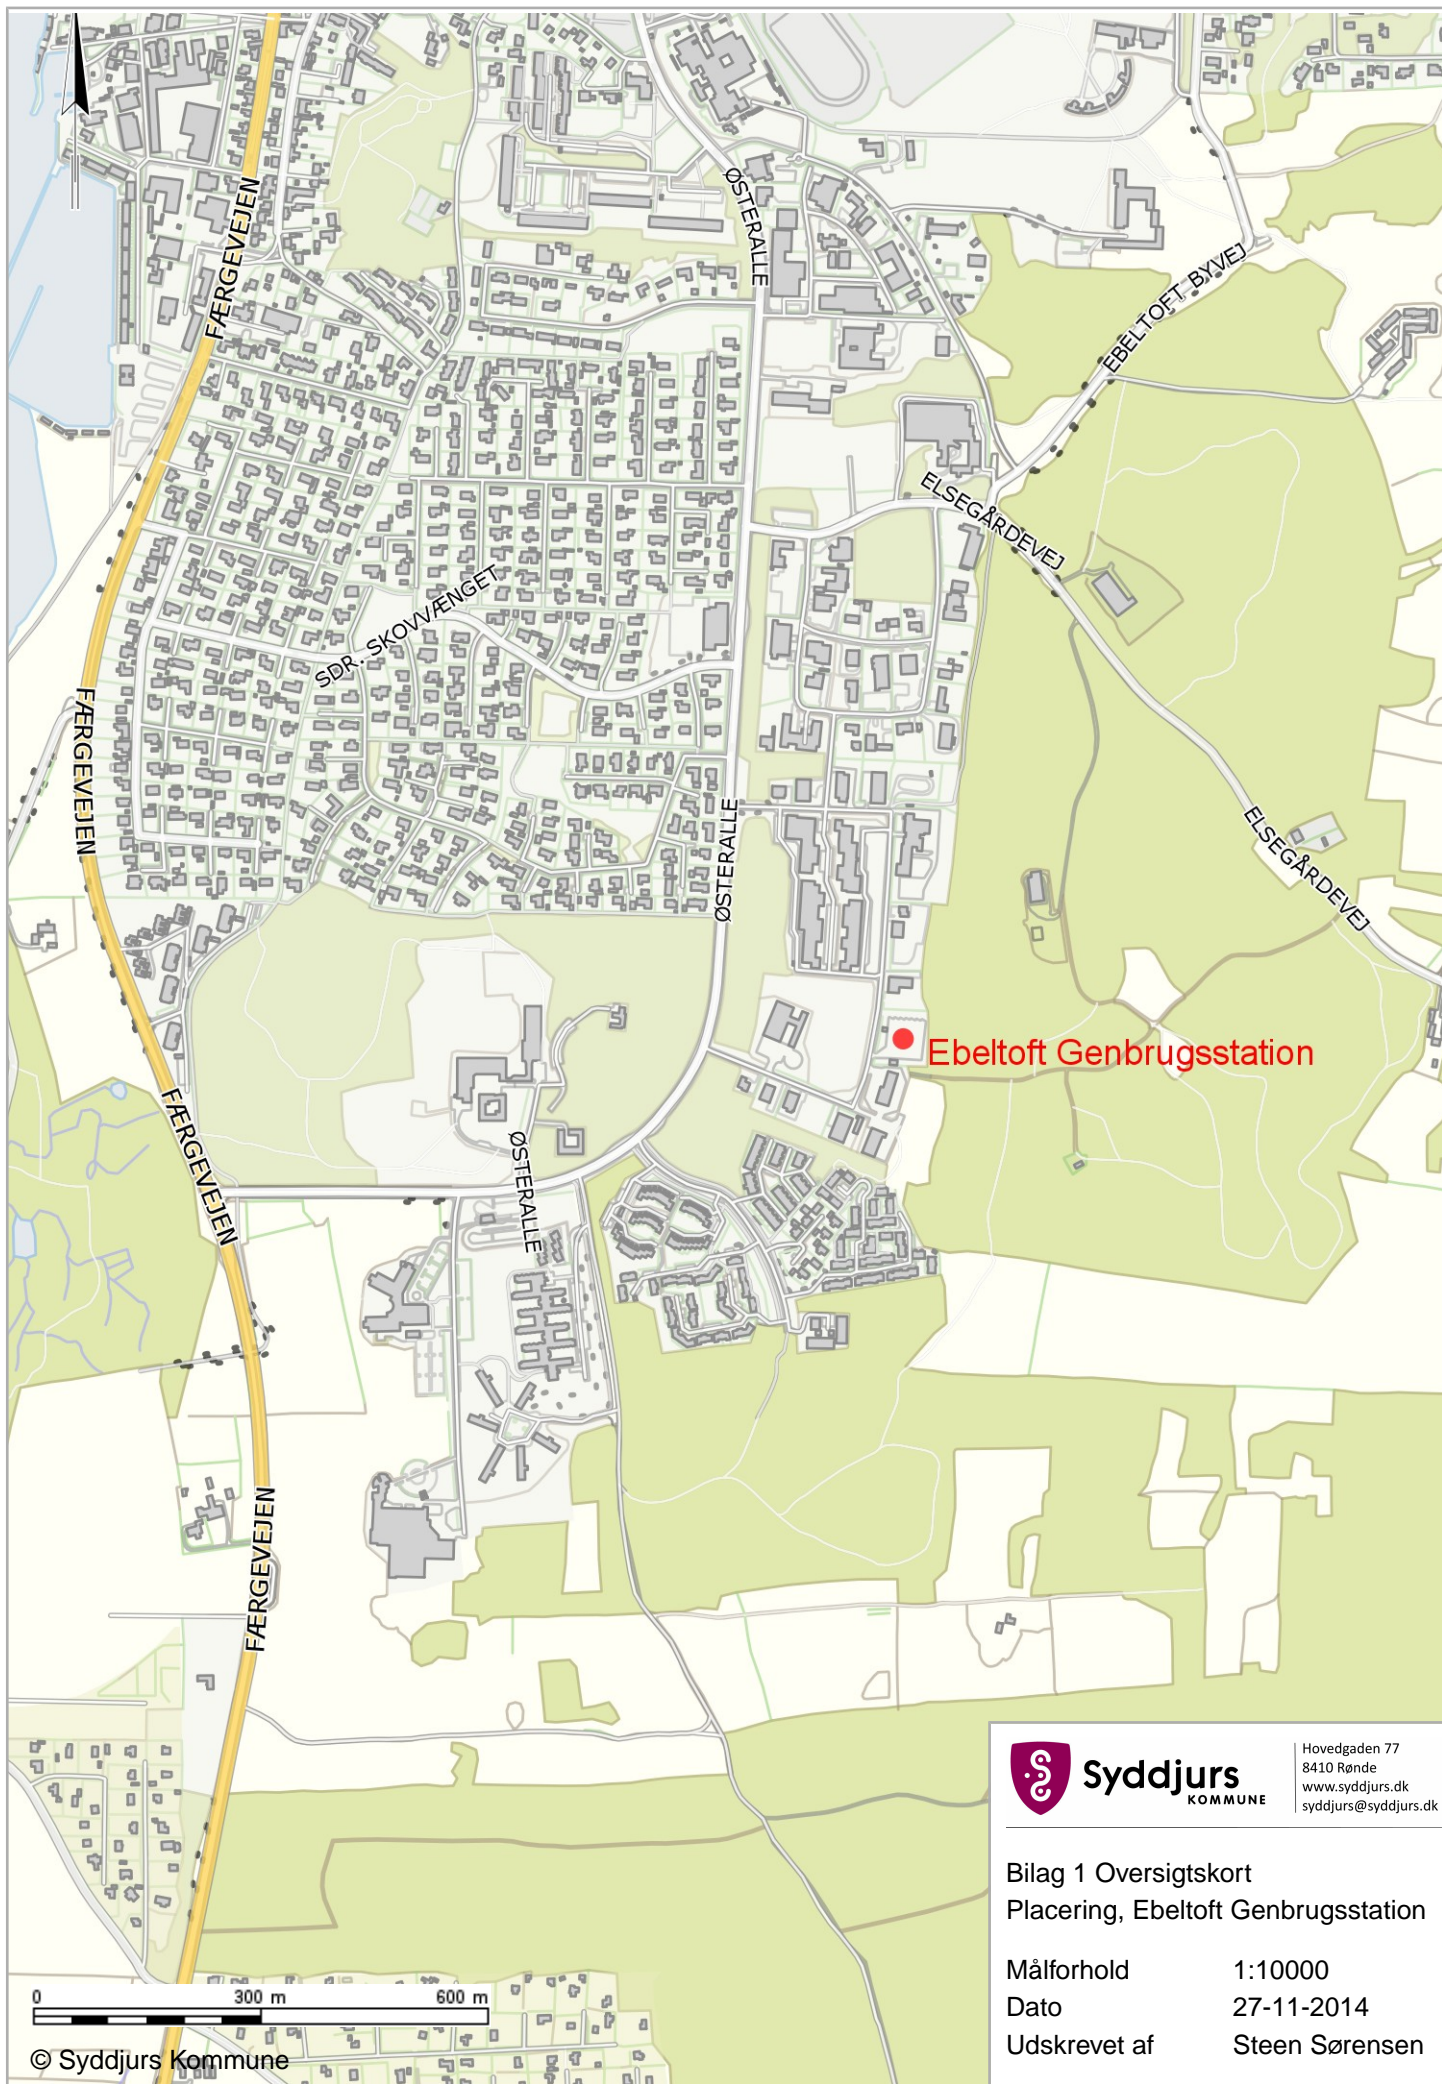 FÆRGEVEJEN
ØSTERALLE
EBELTOFT BYVEJ
ELSEGÅRDEVEJ
SDR. SKOVVÆNGET
FÆRGEVEJEN
ØSTERALLE
ELSEGÅRDEVEJ
Ebeltoft Genbrugsstation
FÆRGEVEJEN
ØSTERALLE
FÆRGEVEJEN
Syddjurs
KOMMUNE
Hovedgaden 77
8410 Rønde
www.syddjurs.dk
syddjurs@syddjurs.dk
Bilag 1 Oversigtskort
Placering, Ebeltoft Genbrugsstation
Målforhold 1:10000
Dato 27-11-2014
Udskrevet af Steen Sørensen
0 300 m 600 m
© Syddjurs Kommune